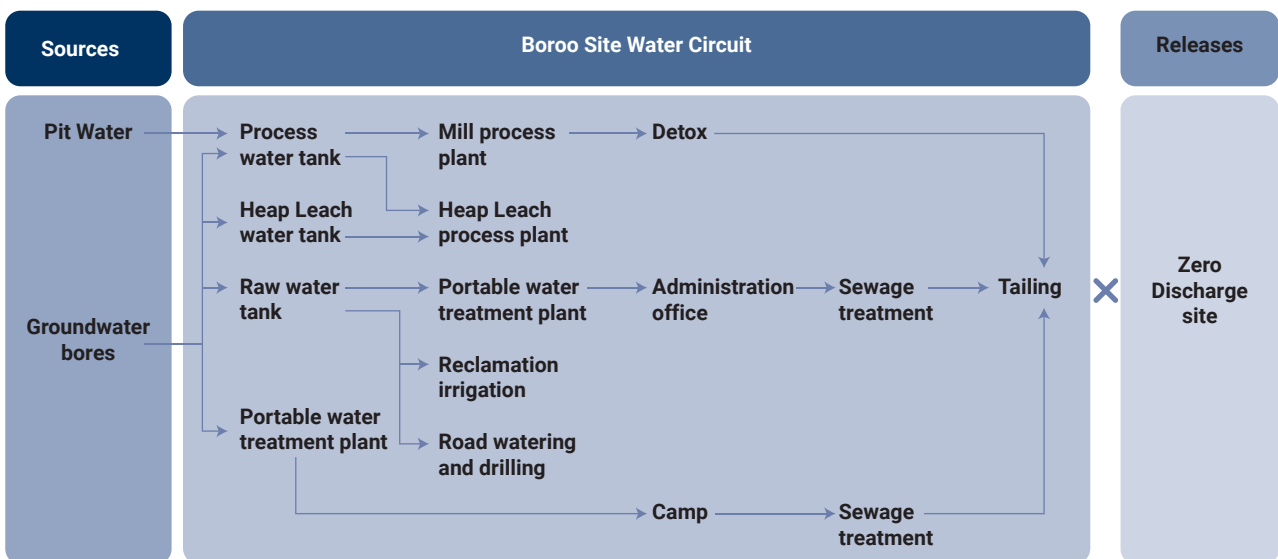 Sources
Boroo Site Water Circuit
Releases
Pit Water
Process
water tank
Mill process
plant
Detox
Heap Leach
water tank
Heap Leach
process plant
Raw water
tank
Portable water
treatment plant
Administration
office
Sewage
treatment
Tailing
Zero
Discharge
site
Groundwater
bores
Reclamation
irrigation
Portable water
treatment plant
Road watering
and drilling
Camp
Sewage
treatment